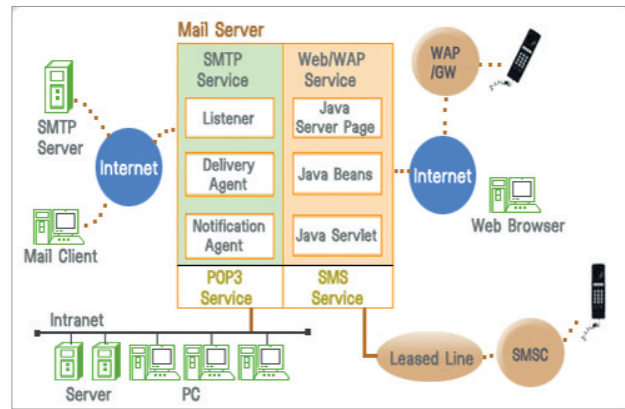 Mail Server
SMTP
Service
Web/WAP
Service
WAP
/GW
SMTP
Server
Listener
Java
Server Page
Internet
Delivery
Agent
Java Beans
Internet
Web Browser
Mail Client
Notification
Agent
Java Servlet
POP3
Service
SMS
Service
Intranet
Leased Line
SMSC
Server
PC